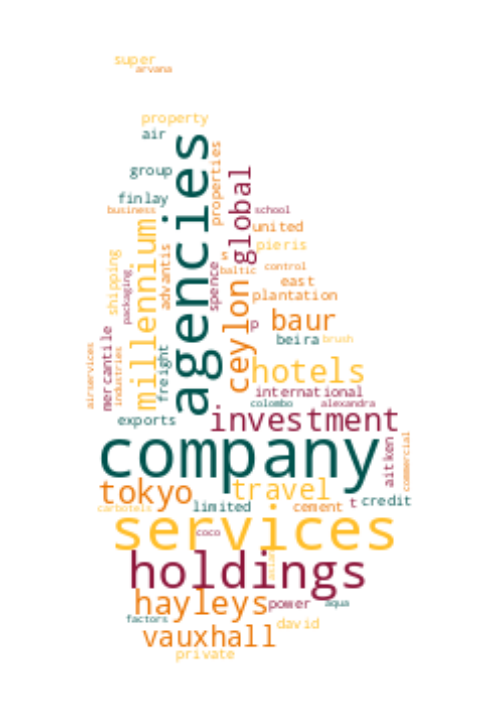 super
arvana
property
air
agencies
properties
group
global
finlay
business
school
millennium
united
pieris
shipping
advantis
spence
s
baltic
control
packaging
ceylon
east
plantation
p
baur
beira
brush
mercantile
airservices
industries
freight
hotels
international
colombo
alexandra
exports
investment
company
aitken
commercial
tokyo
travel
carbotels
limited
cement
t
credit
services
coco
asian
holdings
hayleys
power
aqua
factors
david
vauxhall
private